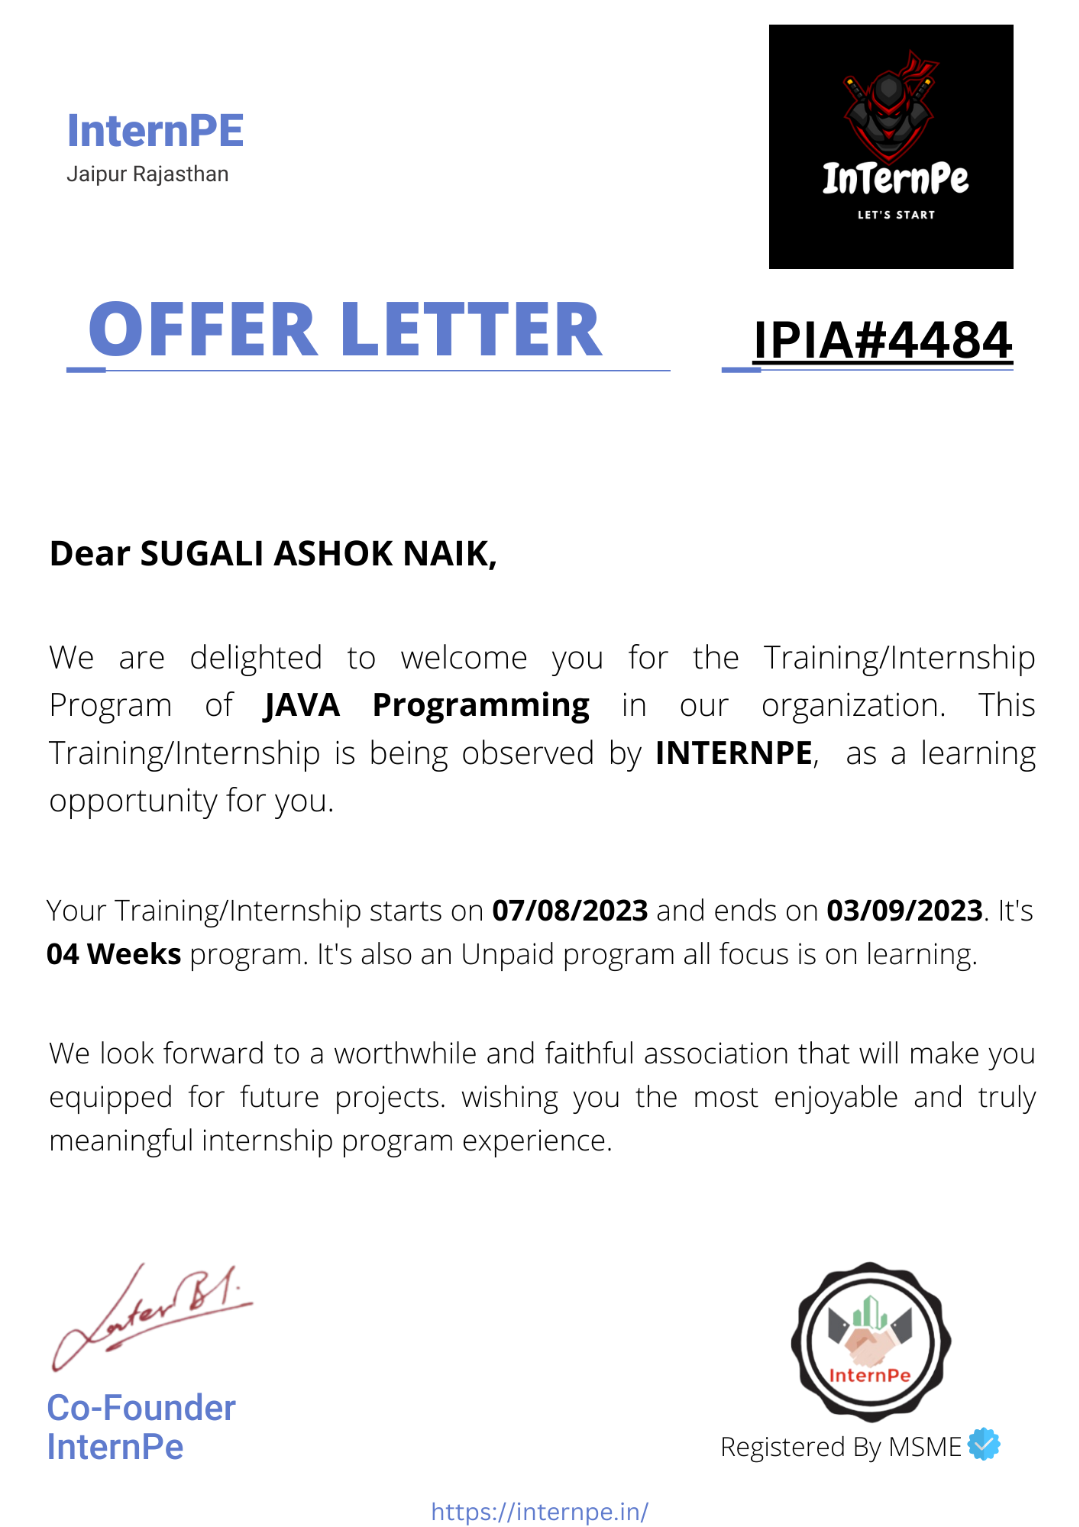 InternPE
Jaipur Rajasthan
InTernPe
LET'S START
OFFER LETTER
IPIA#4484
Dear SUGALI ASHOK NAIK,
We are delighted to welcome you for the Training/Internship
Program of JAVA Programming in our organization. This
Training/Internship is being observed by INTERNPE, as a learning
opportunity for you.
Your Training/Internship starts on 07/08/2023 and ends on 03/09/2023. It's
04 Weeks program. It's also an Unpaid program all focus is on learning.
We look forward to a worthwhile and faithful association that will make you
equipped for future projects. wishing you the most enjoyable and truly
meaningful internship program experience.
Co-Founder
InternPe
InternPe
Registered By MSME
https://internpe.in/